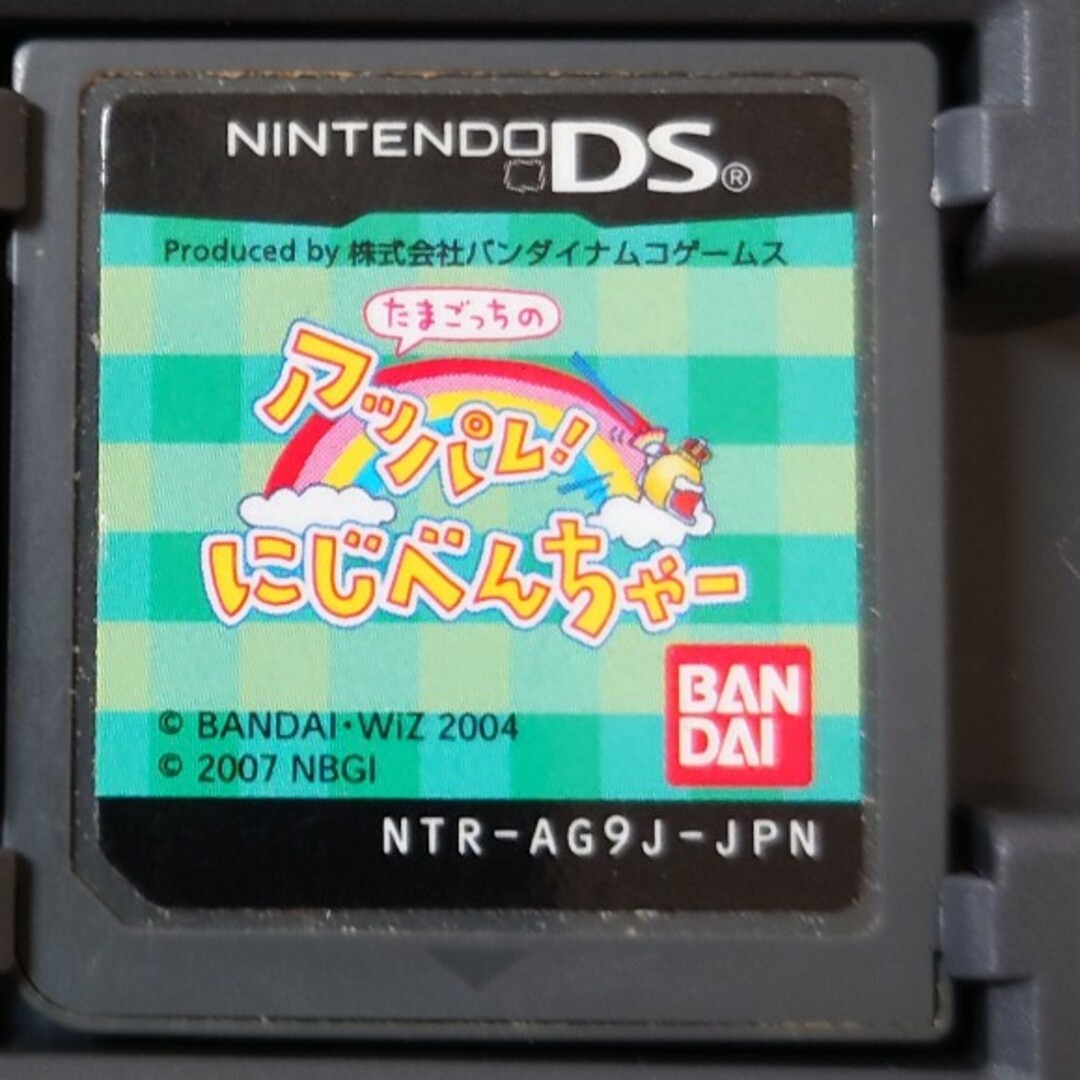 NINTENDO DS®
Produced by 株式会社バンダイナムコゲームス
たまごっちの
アッパレ!
にじべんちゃー
BAN
DAI
© BANDAI・WiZ 2004
© 2007 NBGI
NTR-AG9J-JPN